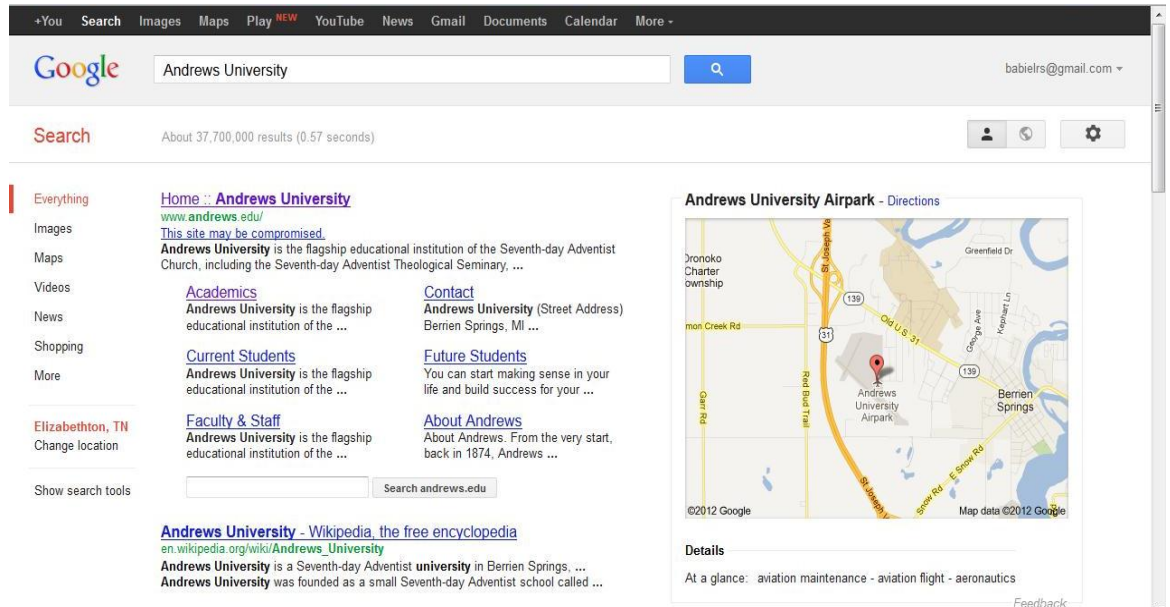 +You Search Images Maps Play NEW YouTube News Gmail Documents Calendar More
Google
Andrews University
babielrs@gmail.com
Search
About 37,700,000 results (0.57 seconds)
Everything
Images
Maps
Videos
News
Shopping
More
Elizabethton, TN
Change location
Show search tools
Home :: Andrews University
www.andrews.edu/
This site may be compromised.
Andrews University is the flagship educational institution of the Seventh-day Adventist
Church, including the Seventh-day Adventist Theological Seminary, ...
Academics
Andrews University is the flagship
educational institution of the ...
Contact
Andrews University (Street Address)
Berrien Springs, MI ...
Current Students
Andrews University is the flagship
educational institution of the ...
Future Students
You can start making sense in your
life and build success for your ...
Faculty & Staff
Andrews University is the flagship
educational institution of the ...
About Andrews
About Andrews. From the very start,
back in 1874, Andrews ...
Search andrews.edu
Andrews University - Wikipedia, the free encyclopedia
en.wikipedia.org/wiki/Andrews_University
Andrews University is a Seventh-day Adventist university in Berrien Springs, ...
Andrews University was founded as a small Seventh-day Adventist school called ...
Andrews University Airpark - Directions
St Joseph Va
Greenfield Dr
Oronoko
Charter
ownship
139
Kephart Ln
George Ave
Old U.S. 31
mon Creek Rd
31
139
Red Bud Trail
Garr Rd
Andrews
University
Airpark
Berrien
Springs
E Snow Rd
Snow Rd
St Joseph V
©2012 Google
Map data ©2012 Google
Details
At a glance: aviation maintenance - aviation flight - aeronautics
Feedback